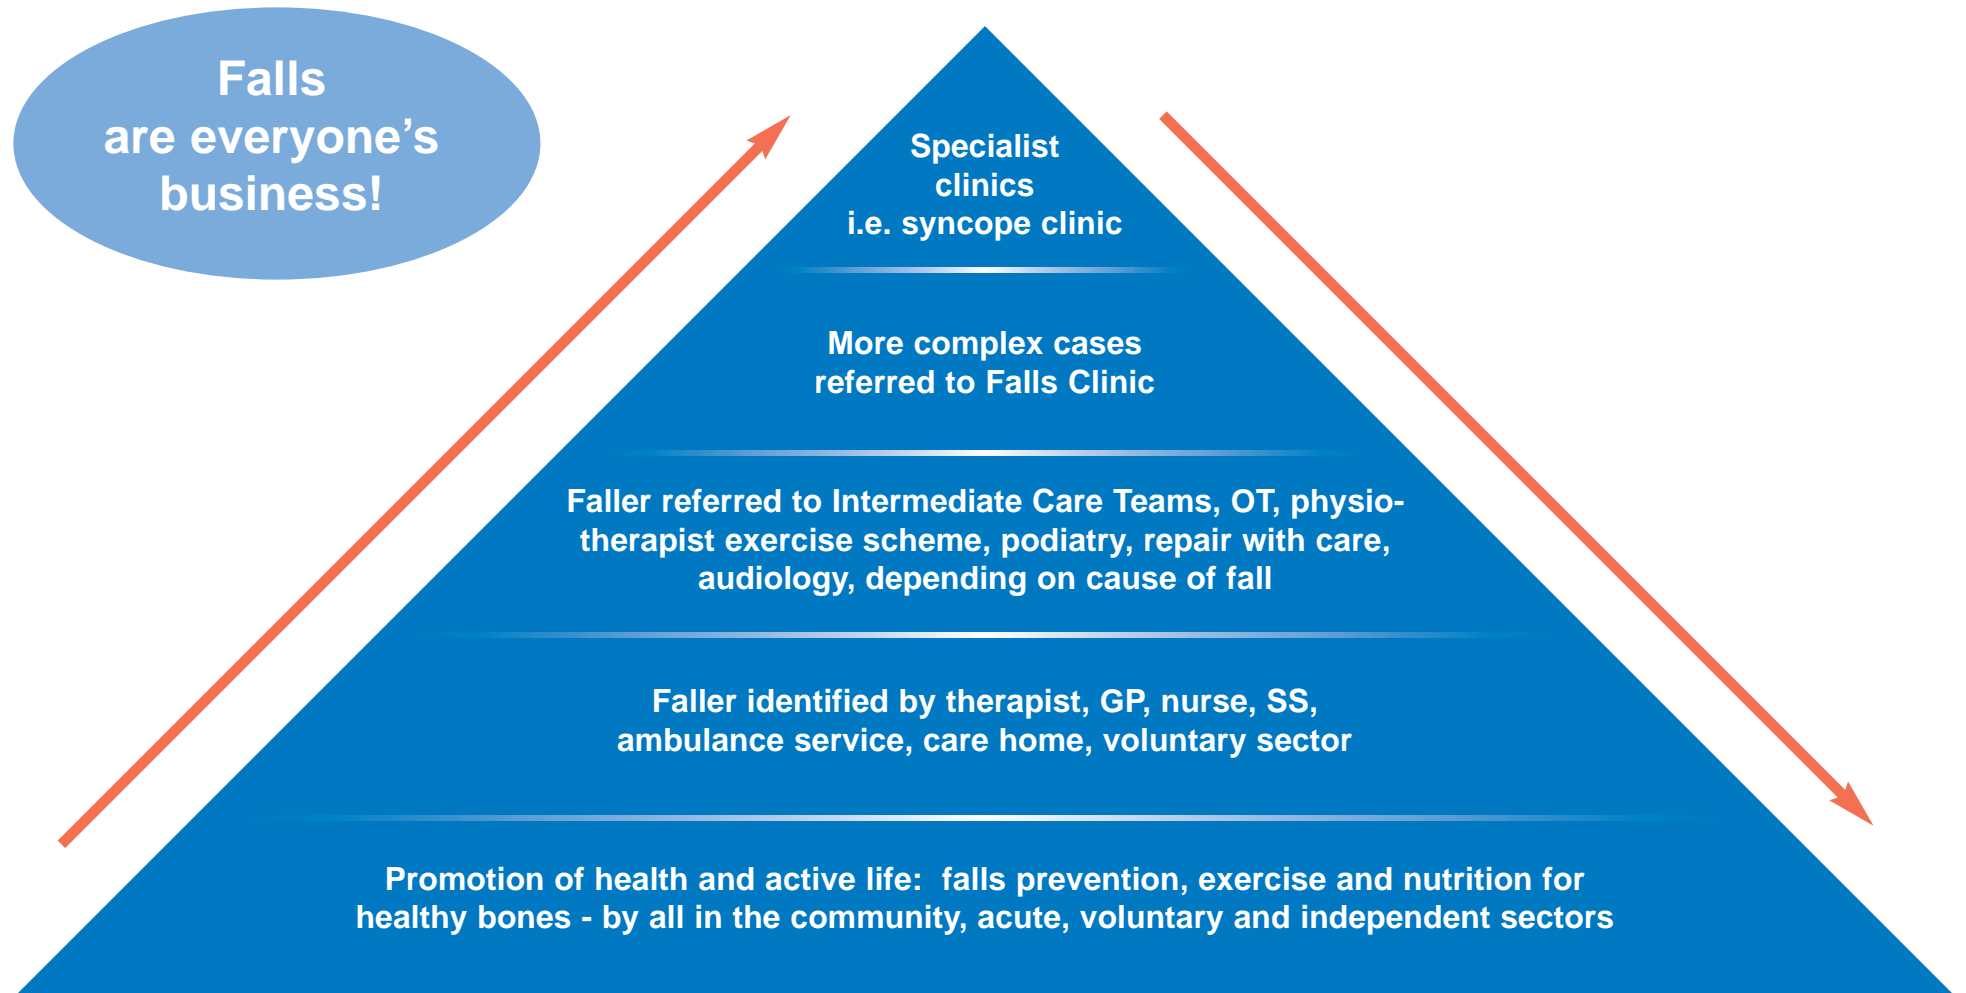 Falls
are everyone’s
business!
Specialist
clinics
i.e. syncope clinic
More complex cases
referred to Falls Clinic
Faller referred to Intermediate Care Teams, OT, physio-
therapist exercise scheme, podiatry, repair with care,
audiology, depending on cause of fall
Faller identified by therapist, GP, nurse, SS,
ambulance service, care home, voluntary sector
Promotion of health and active life:  falls prevention, exercise and nutrition for
healthy bones - by all in the community, acute, voluntary and independent sectors